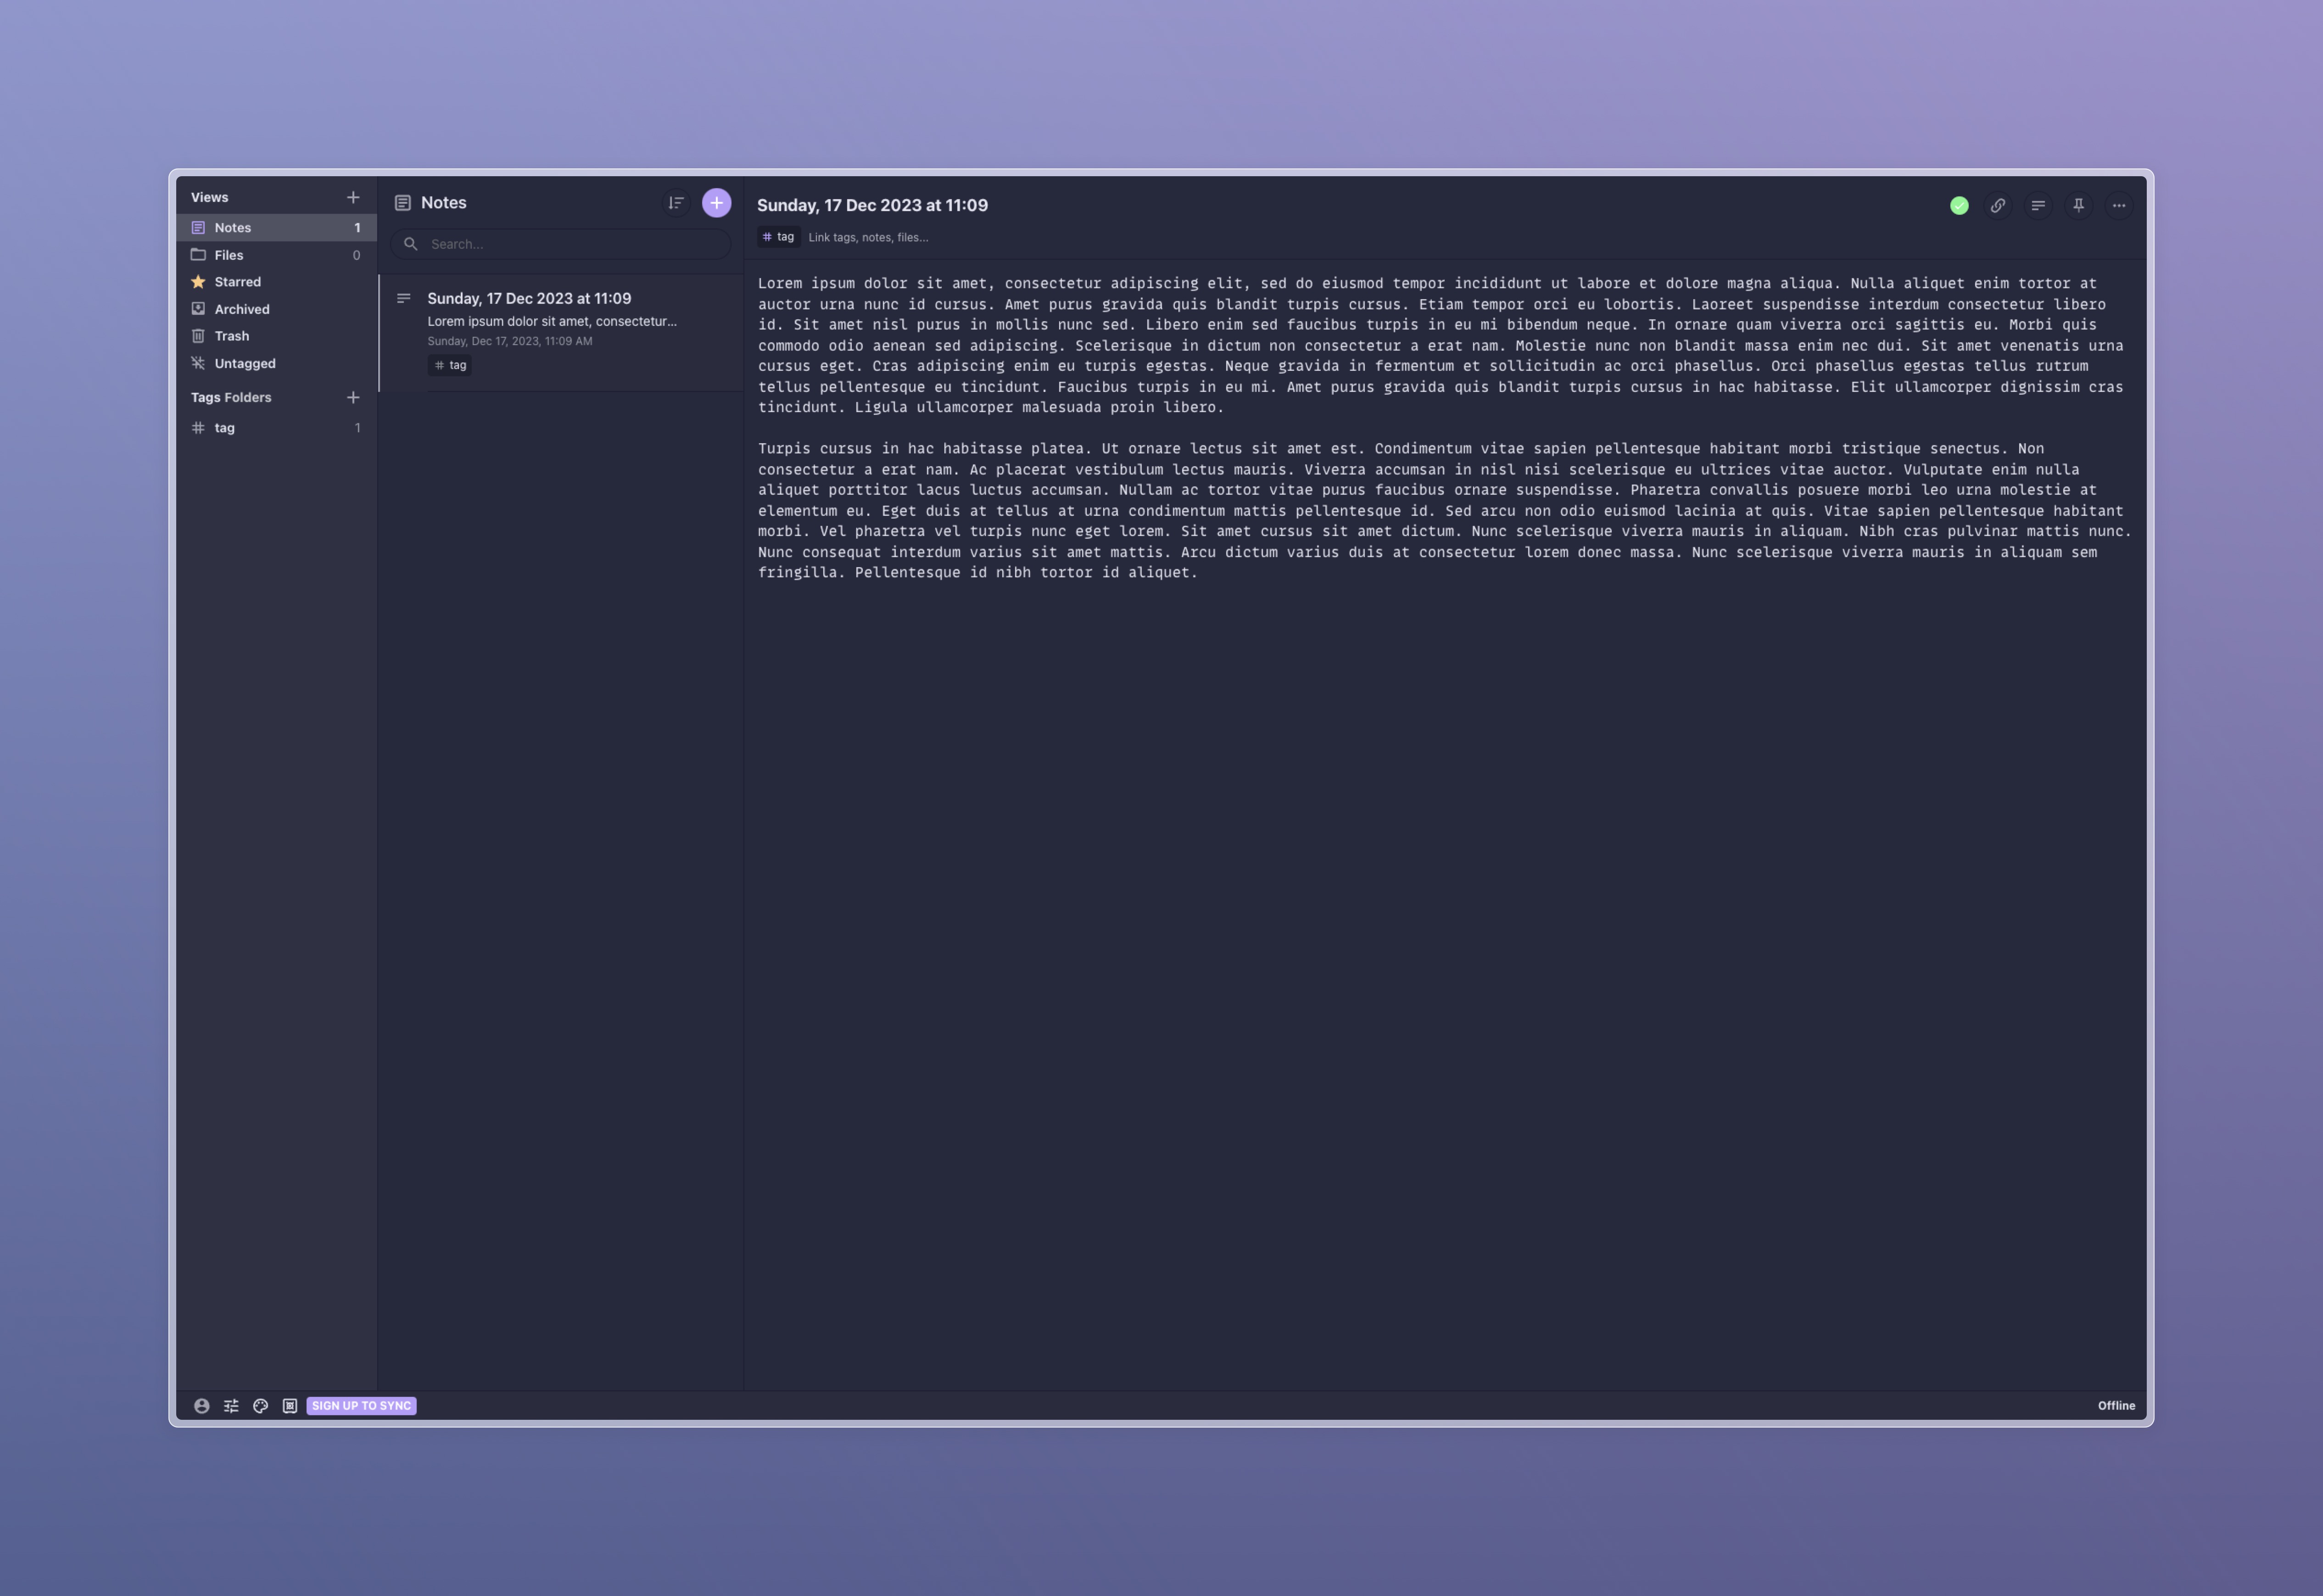 Views
Notes 1
Files 0
Starred
Archived
Trash
Untagged
Tags Folders
tag 1
Notes
Search...
Sunday, 17 Dec 2023 at 11:09
Lorem ipsum dolor sit amet, consectetur...
Sunday, Dec 17, 2023, 11:09 AM
tag
Sunday, 17 Dec 2023 at 11:09
tag Link tags, notes, files...
Lorem ipsum dolor sit amet, consectetur adipiscing elit, sed do eiusmod tempor incididunt ut labore et dolore magna aliqua. Nulla aliquet enim tortor at
auctor urna nunc id cursus. Amet purus gravida quis blandit turpis cursus. Etiam tempor orci eu lobortis. Laoreet suspendisse interdum consectetur libero
id. Sit amet nisl purus in mollis nunc sed. Libero enim sed faucibus turpis in eu mi bibendum neque. In ornare quam viverra orci sagittis eu. Morbi quis
commodo odio aenean sed adipiscing. Scelerisque in dictum non consectetur a erat nam. Molestie nunc non blandit massa enim nec dui. Sit amet venenatis urna
cursus eget. Cras adipiscing enim eu turpis egestas. Neque gravida in fermentum et sollicitudin ac orci phasellus. Orci phasellus egestas tellus rutrum
tellus pellentesque eu tincidunt. Faucibus turpis in eu mi. Amet purus gravida quis blandit turpis cursus in hac habitasse. Elit ullamcorper dignissim cras
tincidunt. Ligula ullamcorper malesuada proin libero.
Turpis cursus in hac habitasse platea. Ut ornare lectus sit amet est. Condimentum vitae sapien pellentesque habitant morbi tristique senectus. Non
consectetur a erat nam. Ac placerat vestibulum lectus mauris. Viverra accumsan in nisl nisi scelerisque eu ultrices vitae auctor. Vulputate enim nulla
aliquet porttitor lacus luctus accumsan. Nullam ac tortor vitae purus faucibus ornare suspendisse. Pharetra convallis posuere morbi leo urna molestie at
elementum eu. Eget duis at tellus at urna condimentum mattis pellentesque id. Sed arcu non odio euismod lacinia at quis. Vitae sapien pellentesque habitant
morbi. Vel pharetra vel turpis nunc eget lorem. Sit amet cursus sit amet dictum. Nunc scelerisque viverra mauris in aliquam. Nibh cras pulvinar mattis nunc.
Nunc consequat interdum varius sit amet mattis. Arcu dictum varius duis at consectetur lorem donec massa. Nunc scelerisque viverra mauris in aliquam sem
fringilla. Pellentesque id nibh tortor id aliquet.
SIGN UP TO SYNC
Offline